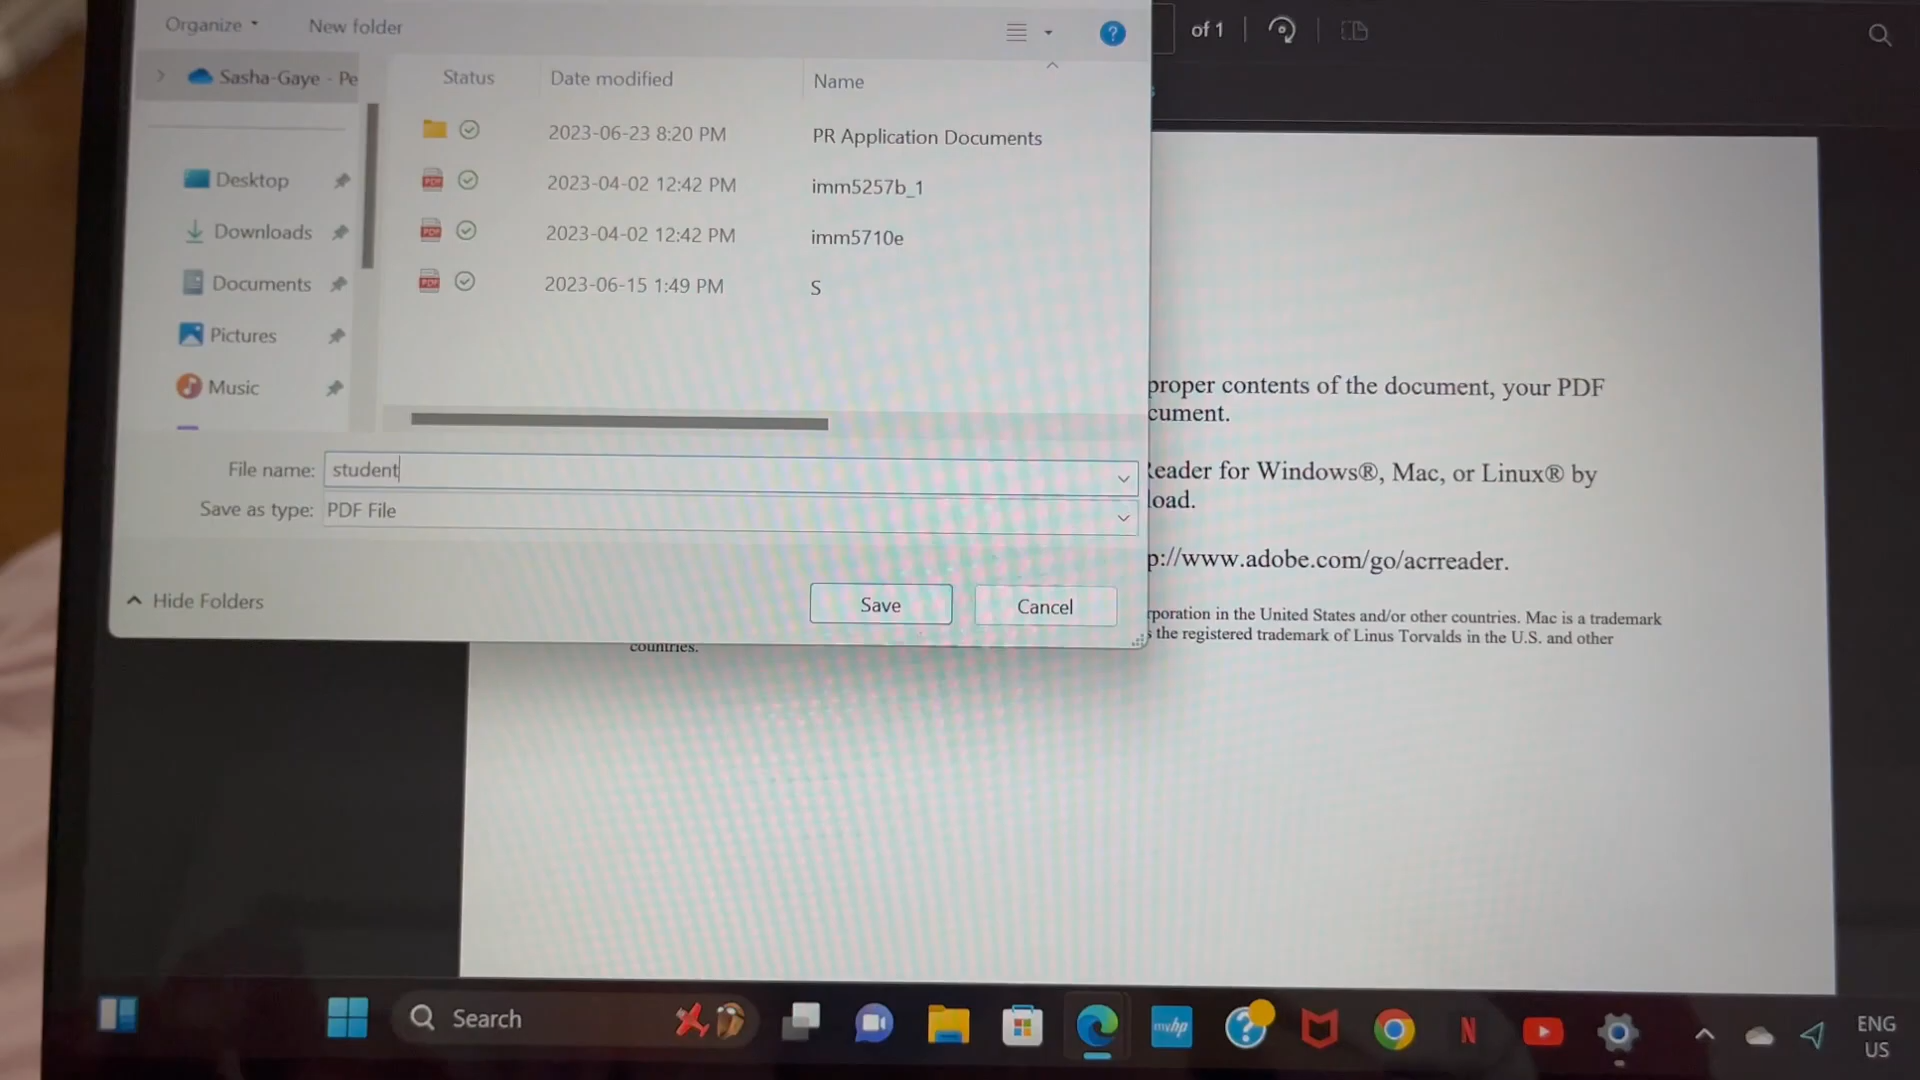 Organize
New folder
of 1
Sasha-Gaye - Pe
Status
Date modified
Name
2023-06-23 8:20 PM
PR Application Documents
Desktop
2023-04-02 12:42 PM
imm5257b_1
Downloads
2023-04-02 12:42 PM
imm5710e
Documents
2023-06-15 1:49 PM
S
Pictures
Music
File name:
student
Save as type:
PDF File
Hide Folders
Save
Cancel
proper contents of the document, your PDF
cument.
eader for Windows®, Mac, or Linux® by
load.
p://www.adobe.com/go/acrreader.
rporation in the United States and/or other countries. Mac is a trademark
s the registered trademark of Linus Torvalds in the U.S. and other
countries.
Search
myhp
N
ENG
US